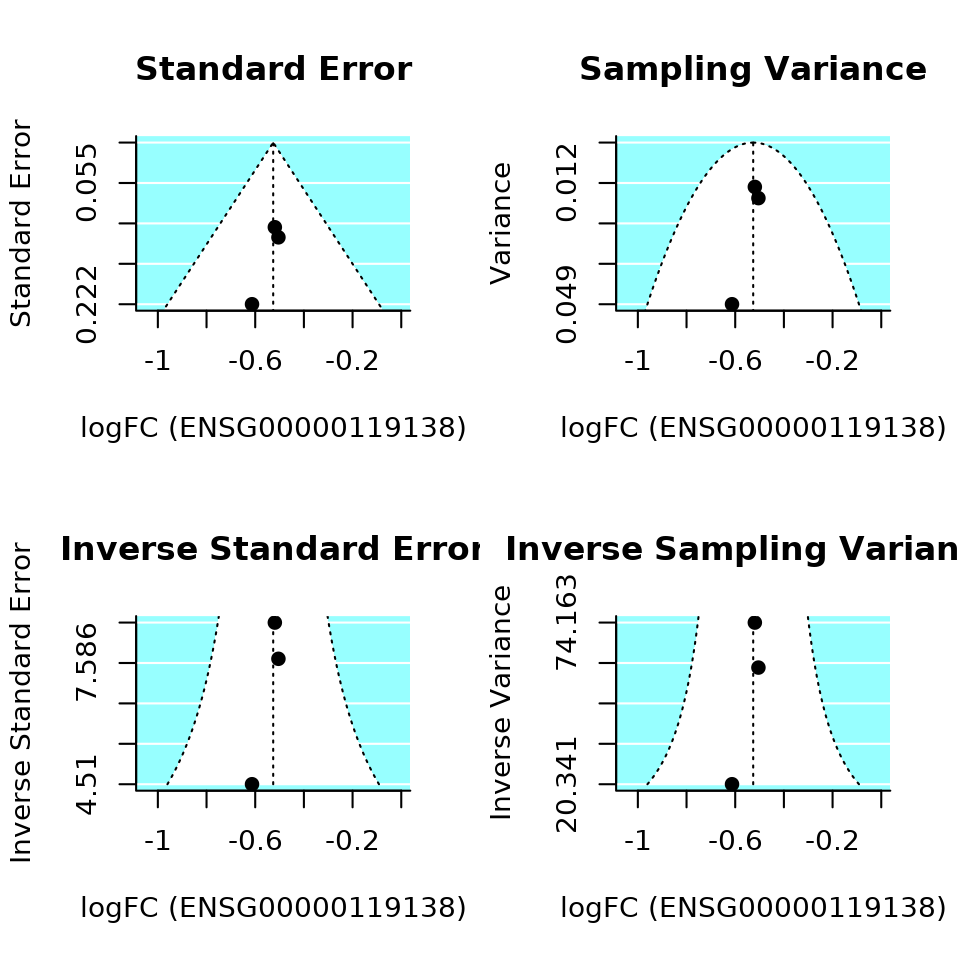 Standard Error
Standard Error
0.055
0.222
-1 -0.6 -0.2
logFC (ENSG00000119138)
Sampling Variance
Variance
0.012
0.049
-1 -0.6 -0.2
logFC (ENSG00000119138)
Inverse Standard Error
Inverse Standard Error
7.586
4.51
-1 -0.6 -0.2
logFC (ENSG00000119138)
Inverse Sampling Varian
Inverse Variance
74.163
20.341
-1 -0.6 -0.2
logFC (ENSG00000119138)